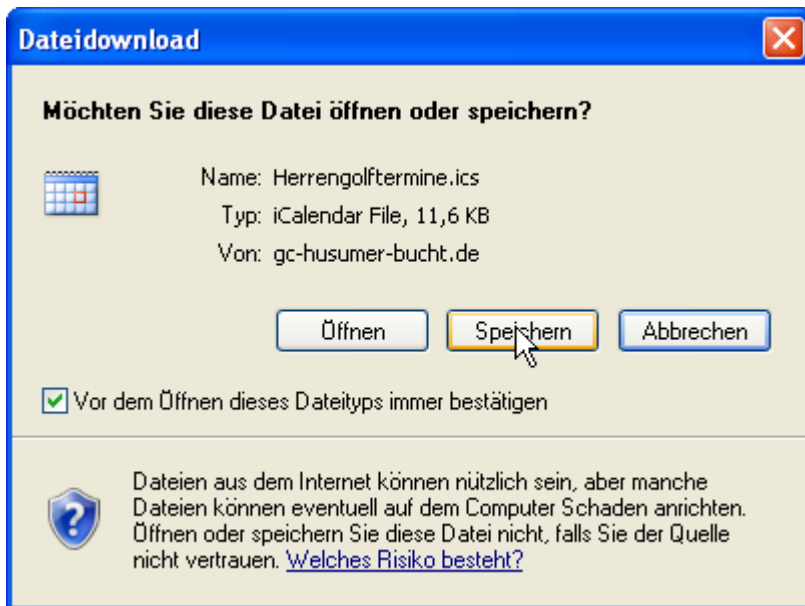 Dateidownload
Möchten Sie diese Datei öffnen oder speichern?
Name: Herrengolftermine.ics
Typ: iCalendar File, 11,6 KB
Von: gc-husumer-bucht.de
Öffnen Speichern Abbrechen
Vor dem Öffnen dieses Dateityps immer bestätigen
Dateien aus dem Internet können nützlich sein, aber manche
Dateien können eventuell auf dem Computer Schaden anrichten.
Öffnen oder speichern Sie diese Datei nicht, falls Sie der Quelle
nicht vertrauen. Welches Risiko besteht?